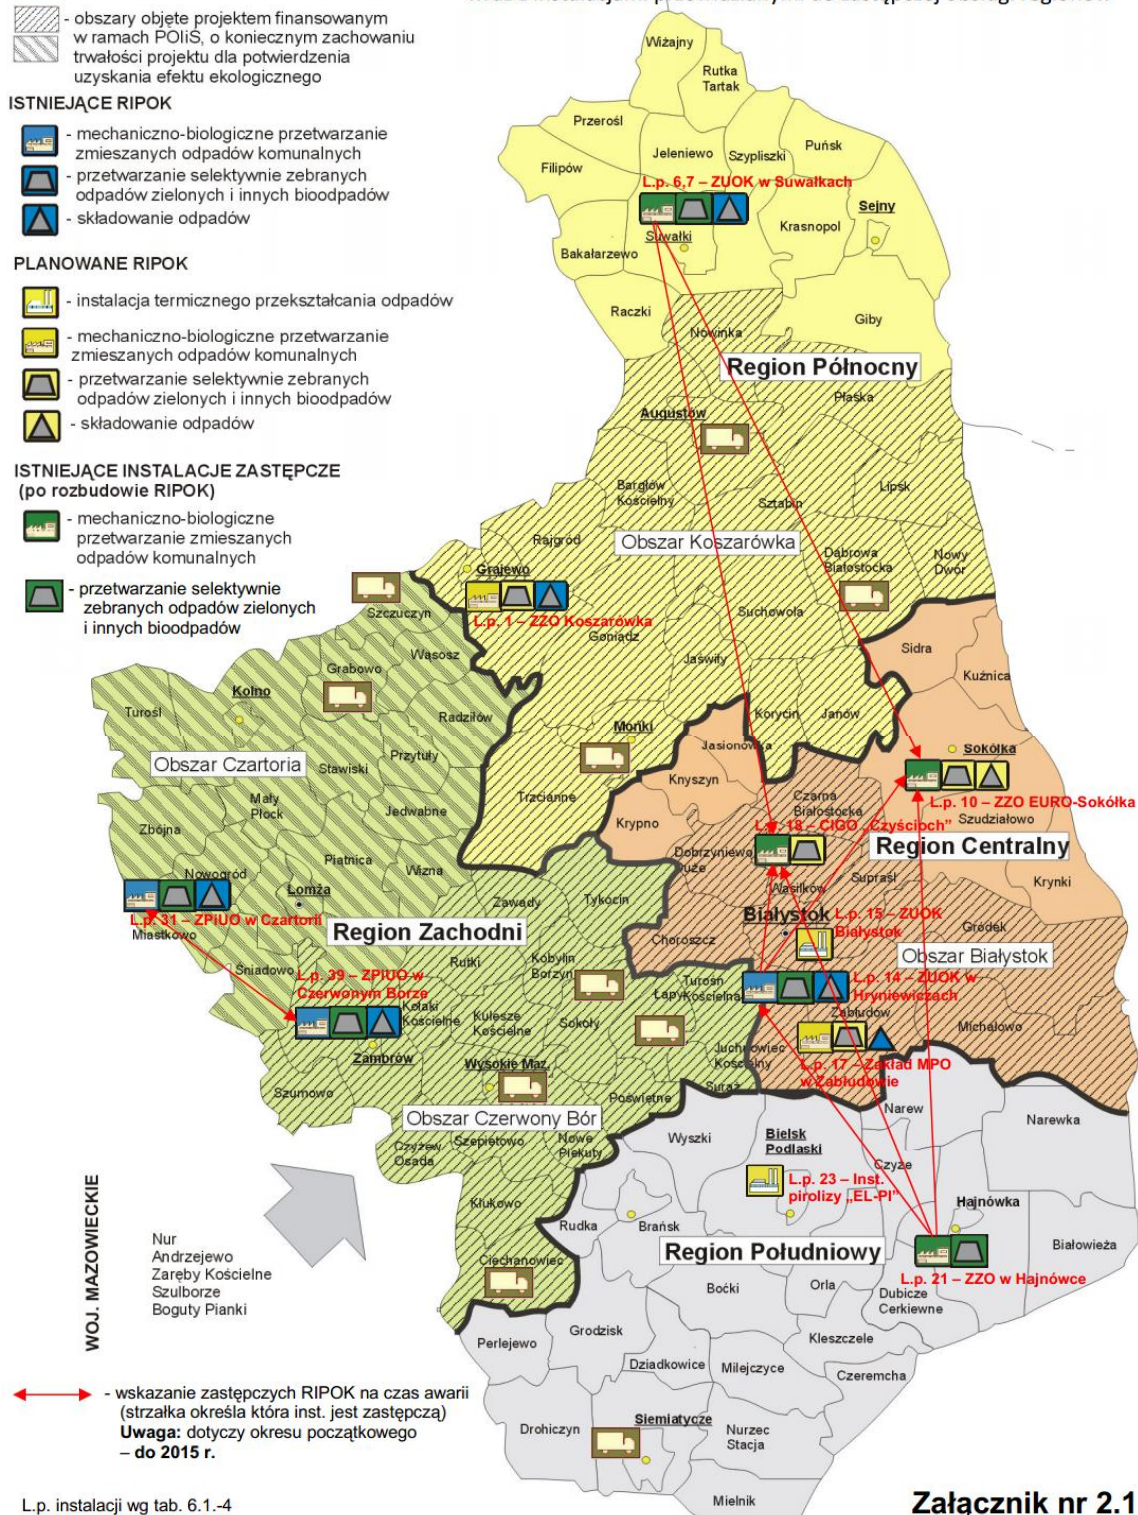 - obszary objęte projektem finansowanym
w ramach POIiŚ, o koniecznym zachowaniu
trwałości projektu dla potwierdzenia
uzyskania efektu ekologicznego
ISTNIEJĄCE RIPOK
- mechaniczno-biologiczne przetwarzanie
zmieszanych odpadów komunalnych
- przetwarzanie selektywnie zebranych
odpadów zielonych i innych bioodpadów
- składowanie odpadów
PLANOWANE RIPOK
- instalacja termicznego przekształcania odpadów
- mechaniczno-biologiczne przetwarzanie
zmieszanych odpadów komunalnych
- przetwarzanie selektywnie zebranych
odpadów zielonych i innych bioodpadów
- składowanie odpadów
ISTNIEJĄCE INSTALACJE ZASTĘPCZE
(po rozbudowie RIPOK)
- mechaniczno-biologiczne
przetwarzanie zmieszanych
odpadów komunalnych
- przetwarzanie selektywnie
zebranych odpadów zielonych
i innych bioodpadów
Wiżajny
Rutka
Tartak
Przerośl
Jeleniewo
Szypliszki
Puńsk
Filipów
L.p. 6,7 – ZUOK w Suwałkach
Sejny
Suwałki
Krasnopol
Bakałarzewo
Raczki
Giby
Nowinka
Region Północny
Płaska
Augustów
Bargłów
Kościelny
Sztabin
Lipsk
Rajgród
Obszar Koszarówka
Dąbrowa
Białostocka
Nowy
Dwór
Grajewo
Szczuczyn
L.p. 1 – ZZO Koszarówka
Suchowola
Goniądz
Wąsosz
Jaświły
Sidra
Kuźnica
Grabowo
Kolno
Turośl
Radziłów
Korycin
Janów
Mońki
Jasionówka
Sokółka
Obszar Czartoria
Stawiski
Przytuły
Knyszyn
Trzcianne
Czarna
Białostocka
L.p. 10 – ZZO EURO-Sokółka
Szudziałowo
Mały
Płock
Jedwabne
Zbójna
Krypno
L.p. 18 – CIGO „Czyścioch”
Region Centralny
Dobrzyniewo
Duże
Piatnica
Wizna
Nowogród
Łomża
Wasilków
Supraśl
Krynki
Zawady
Tykocin
L.p. 31 – ZPiUO w Czartorii
Miastkowo
Region Zachodni
Białystok
L.p. 15 – ZUOK
Białystok
Gródek
Choroszcz
Obszar Białystok
Śniadowo
Rutki
Kobylin
Borzyn
L.p. 39 – ZPiUO w
Czerwonym Borze
Turośń
Kościelna
Łapy
L.p. 14 – ZUOK w
Hryniewiczach
Kołaki
Kościelne
Kulesze
Kościelne
Sokoły
Zabłudów
Michałowo
Zambrów
Wysokie Maz.
Juchnowiec
Kościelny
L.p. 17 – Zakład MPO
w Zabłudowie
Szumowo
Poświętne
Suraż
Obszar Czerwony Bór
Narew
Narewka
Czyżew
Osada
Szepietowo
Nowe
Piekuty
Wyszki
Bielsk
Podlaski
Czyże
L.p. 23 – Inst.
pirolizy „EL-PI”
Klukowo
Hajnówka
Rudka
Brańsk
Białowieża
Region Południowy
Ciechanowiec
L.p. 21 – ZZO w Hajnówce
Boćki
Orla
Dubicze
Cerkiewne
WOJ. MAZOWIECKIE
Nur
Andrzejewo
Zaręby Kościelne
Szulborze
Boguty Pianki
Perlejewo
Grodzisk
Kleszczele
Dziadkowice
Milejczyce
Czeremcha
Drohiczyn
Siemiatycze
Nurzec
Stacja
Mielnik
- wskazanie zastępczych RIPOK na czas awarii
(strzałka określa która inst. jest zastępczą)
Uwaga: dotyczy okresu początkowego
– do 2015 r.
L.p. instalacji wg tab. 6.1.-4
Załącznik nr 2.1